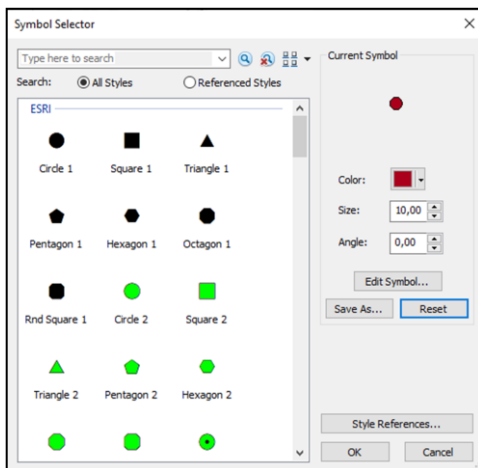 Symbol Selector
Type here to search
Search: All Styles Referenced Styles
ESRI
Circle 1 Square 1 Triangle 1
Pentagon 1 Hexagon 1 Octagon 1
Rnd Square 1 Circle 2 Square 2
Triangle 2 Pentagon 2 Hexagon 2
Current Symbol
Color:
Size: 10,00
Angle: 0,00
Edit Symbol...
Save As... Reset
Style References...
OK Cancel